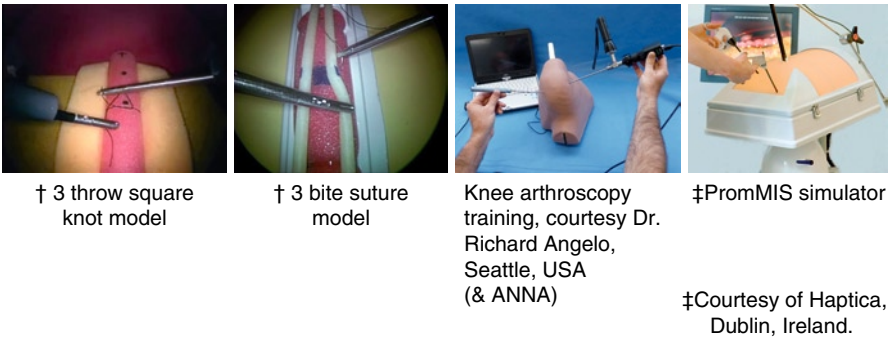 † 3 throw square
knot model
† 3 bite suture
model
Knee arthroscopy
training, courtesy Dr.
Richard Angelo,
Seattle, USA
(& ANNA)
‡PromMIS simulator
‡Courtesy of Haptica,
Dublin, Ireland.